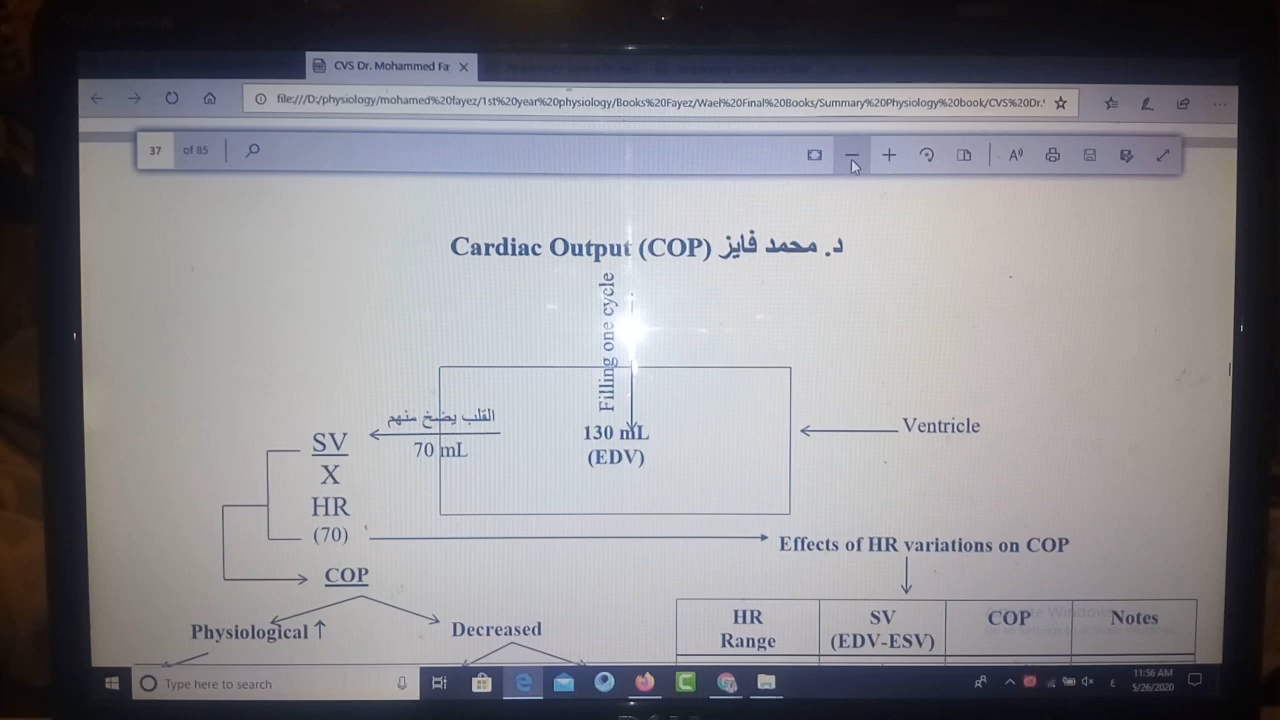 CVS Dr. Mohammed Fa
file:///D:/physiology/mohamed%20fayez/1st%20year%20physiology/Books%20Fayez/Wael%20Final%20Books/Summary%20Physiology%20book/CVS%20Dr.
37 of 85
Cardiac Output (COP) د. محمد فايز
Filling one cycle
القلب يضخ منهم
70 mL
130 mL
(EDV)
Ventricle
SV
X
HR
(70)
COP
Effects of HR variations on COP
Physiological ↑
Decreased
HR Range
SV (EDV-ESV)
COP
Notes
Type here to search
11:56 AM
5/26/2020